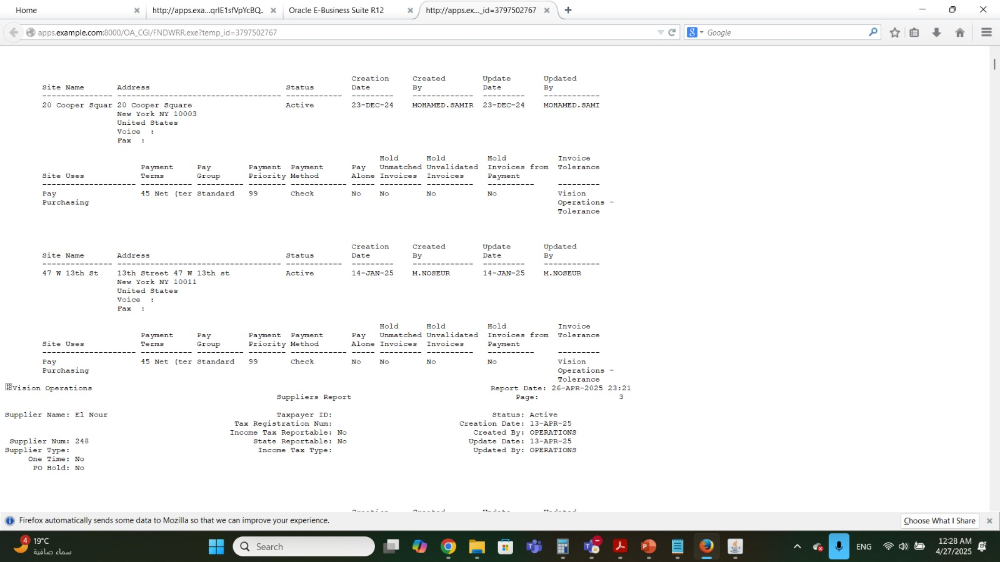 Home
http://apps.exa...qrIE1sfVpYcBQ..
Oracle E-Business Suite R12
http://apps.ex..._id=3797502767
apps.example.com:8000/OA_CGI/FNDWRR.exe?temp_id=3797502767
Google
Creation Created Update Updated
Site Name Address Status Date By Date By
--------------- ----------------------------------- ------------ --------- ------------- --------- ------------
20 Cooper Squar 20 Cooper Square Active 23-DEC-24 MOHAMED.SAMIR 23-DEC-24 MOHAMED.SAMI
New York NY 10003
United States
Voice :
Fax :
Hold Hold Hold Invoice
Payment Pay Payment Payment Pay Unmatched Unvalidated Invoices from Tolerance
Site Uses Terms Group Priority Method Alone Invoices Invoices Payment
-------------------- ----------- ---------- -------- ------------ ----- --------- ---------- ---------- ---------
Pay 45 Net (ter Standard 99 Check No No No No Vision
Purchasing Operations -
Tolerance
Creation Created Update Updated
Site Name Address Status Date By Date By
--------------- ----------------------------------- ------------ --------- ------------- --------- ------------
47 W 13th St 13th Street 47 W 13th st Active 14-JAN-25 M.NOSEUR 14-JAN-25 M.NOSEUR
New York NY 10011
United States
Voice :
Fax :
Hold Hold Hold Invoice
Payment Pay Payment Payment Pay Unmatched Unvalidated Invoices from Tolerance
Site Uses Terms Group Priority Method Alone Invoices Invoices Payment
-------------------- ----------- ---------- -------- ------------ ----- --------- ---------- ---------- ---------
Pay 45 Net (ter Standard 99 Check No No No No Vision
Purchasing Operations -
Tolerance
Vision Operations Report Date: 26-APR-2025 23:21
Suppliers Report Page: 3
Supplier Name: El Nour Taxpayer ID: Status: Active
Tax Registration Num: Creation Date: 13-APR-25
Income Tax Reportable: No Created By: OPERATIONS
Supplier Num: 248 State Reportable: No Update Date: 13-APR-25
Supplier Type: Income Tax Type: Updated By: OPERATIONS
One Time: No
PO Hold: No
Creation Created Update Updated
Firefox automatically sends some data to Mozilla so that we can improve your experience.
Choose What I Share
4
19°C
سماء صافية
Search
ENG
12:28 AM
4/27/2025